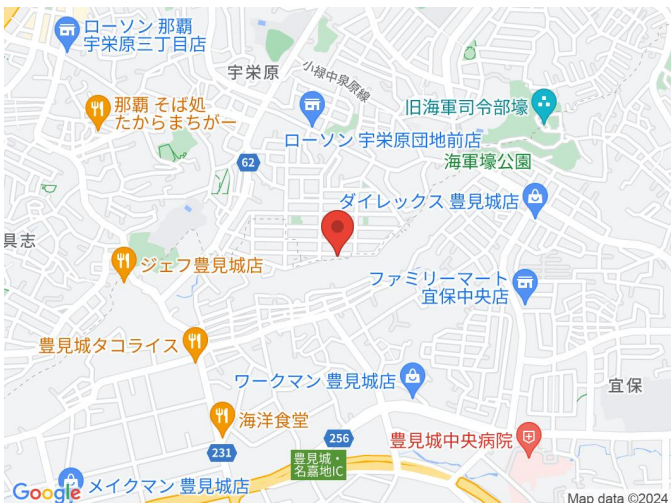 ローソン 那覇
宇栄原三丁目店
宇栄原
小禄中泉原線
旧海軍司令部壕
那覇 そば処
たからまちがー
ローソン 宇栄原団地前店
海軍壕公園
62
ダイレックス 豊見城店
具志
ジェフ豊見城店
ファミリーマート
宜保中央店
豊見城タコライス
ワークマン 豊見城店
宜保
海洋食堂
256
豊見城中央病院
231
豊見城・
名嘉地IC
Google
メイクマン 豊見城店
Map data ©2024